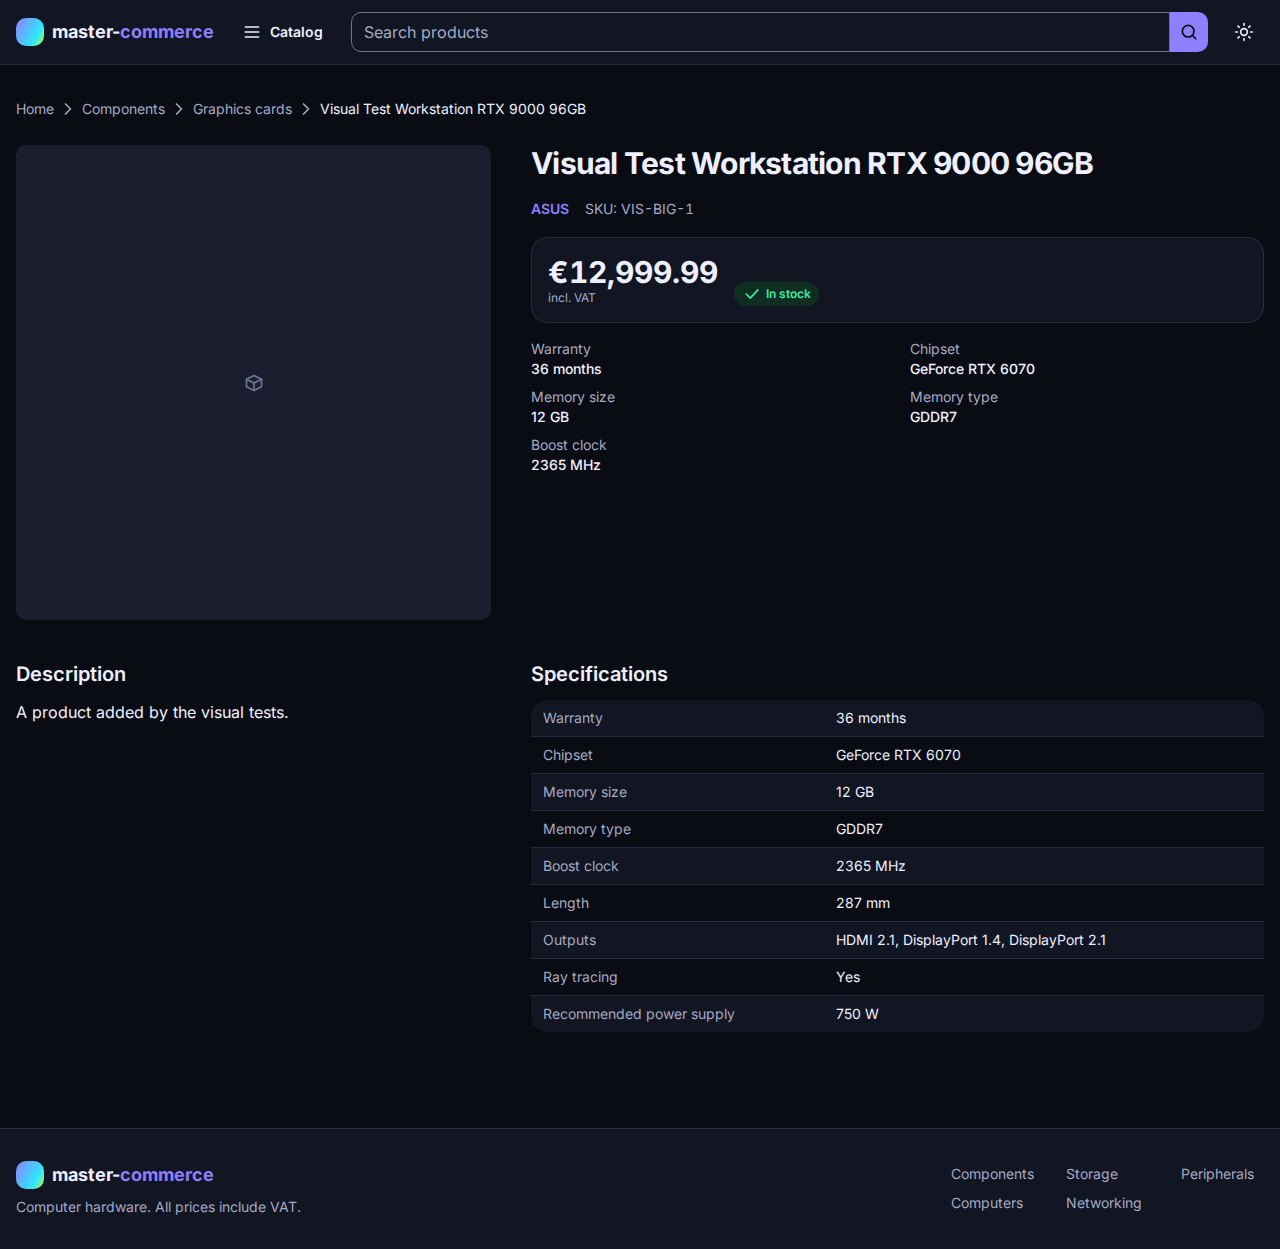 master-commerce
Catalog
Search products
Home
Components
Graphics cards
Visual Test Workstation RTX 9000 96GB
Visual Test Workstation RTX 9000 96GB
ASUS SKU: VIS-BIG-1
€12,999.99
incl. VAT
In stock
Warranty
36 months
Chipset
GeForce RTX 6070
Memory size
12 GB
Memory type
GDDR7
Boost clock
2365 MHz
Description
A product added by the visual tests.
Specifications
Warranty 36 months
Chipset GeForce RTX 6070
Memory size 12 GB
Memory type GDDR7
Boost clock 2365 MHz
Length 287 mm
Outputs HDMI 2.1, DisplayPort 1.4, DisplayPort 2.1
Ray tracing Yes
Recommended power supply 750 W
master-commerce
Computer hardware. All prices include VAT.
Components Storage Peripherals
Computers Networking